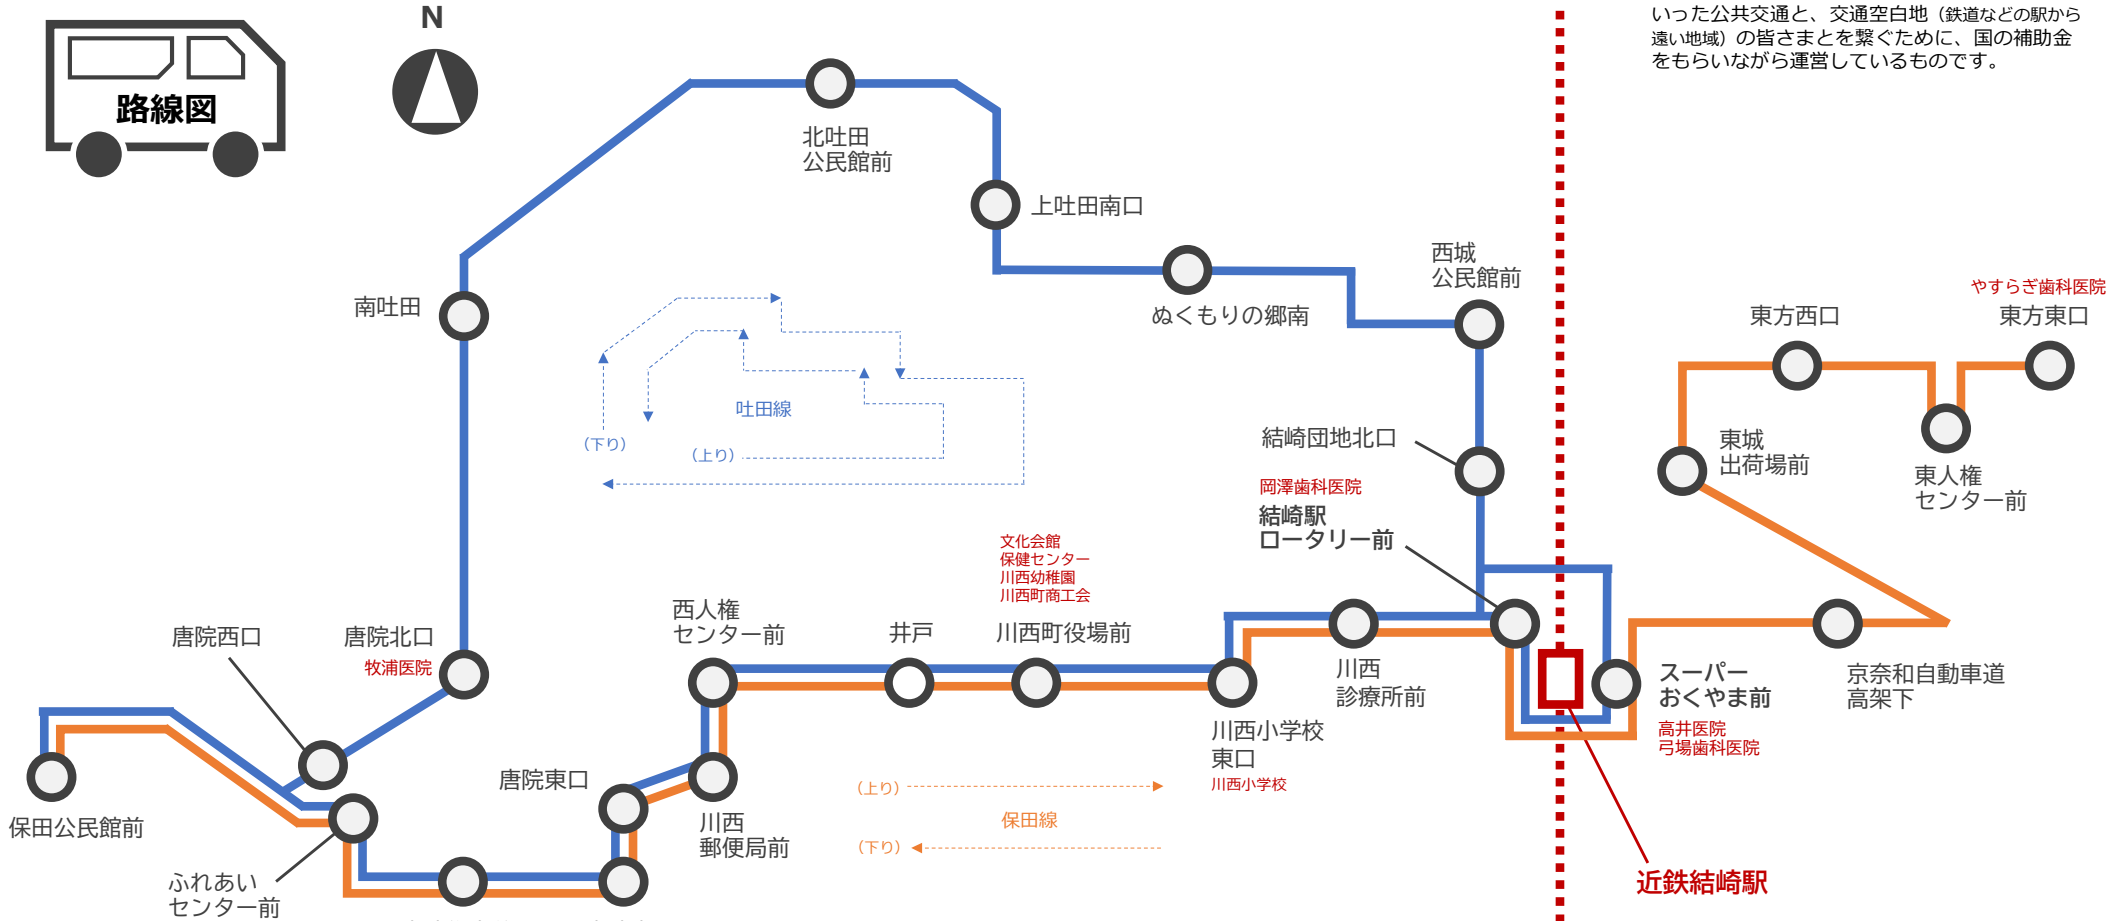 いった公共交通と、交通空白地（鉄道などの駅から
遠い地域）の皆さまとを繋ぐために、国の補助金
をもらいながら運営しているものです。
N
路線図
北吐田
公民館前
上吐田南口
西城
公民館前
ぬくもりの郷南
南吐田
やすらぎ歯科医院
東方西口
東方東口
吐田線
（下り）
（上り）
結崎団地北口
東城
出荷場前
東人権
センター前
岡澤歯科医院
結崎駅
ロータリー前
文化会館
保健センター
川西幼稚園
川西町商工会
西人権
センター前
井戸
川西町役場前
唐院西口
唐院北口
牧浦医院
川西
診療所前
スーパー
おくやま前
京奈和自動車道
高架下
高井医院
弓場歯科医院
川西小学校
東口
川西小学校
唐院東口
（上り）
保田線
（下り）
保田公民館前
川西
郵便局前
ふれあい
センター前
近鉄結崎駅